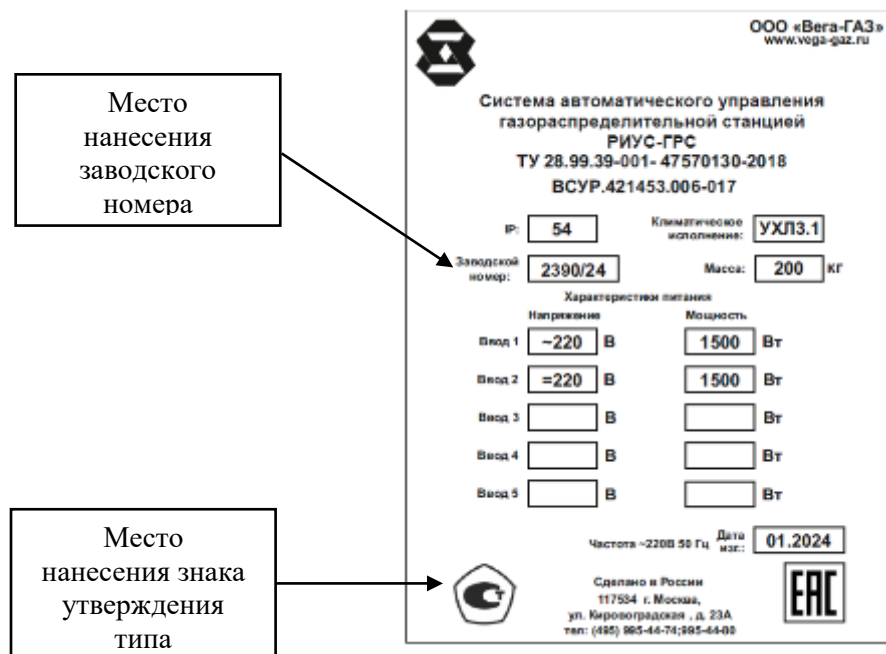 Место
нанесения
заводского
номера
Место
нанесения знака
утверждения
типа
ООО «Вега-ГАЗ»
www.vega-gaz.ru
Система автоматического управления
газораспределительной станцией
РИУС-ГРС
ТУ 28.99.39-001- 47570130-2018
ВСУР.421453.006-017
IP: 54 Климатическое исполнение: УХЛ3.1
Заводской номер: 2390/24 Масса: 200 кг
Характеристики питания
Напряжение Мощность
Ввод 1 ~220 В 1500 Вт
Ввод 2 =220 В 1500 Вт
Ввод 3 В Вт
Ввод 4 В Вт
Ввод 5 В Вт
Частота ~220В 50 Гц Дата изг.: 01.2024
Сделано в России
117534 г. Москва,
ул. Кировоградская , д. 23А
тел: (495) 995-44-74;995-44-80
ЕАС